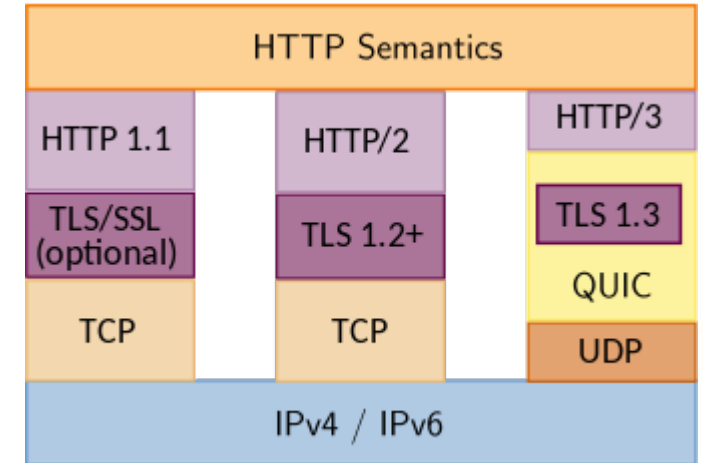 HTTP Semantics
HTTP 1.1
TLS/SSL
(optional)
TCP
HTTP/2
TLS 1.2+
TCP
HTTP/3
TLS 1.3
QUIC
UDP
IPv4 / IPv6